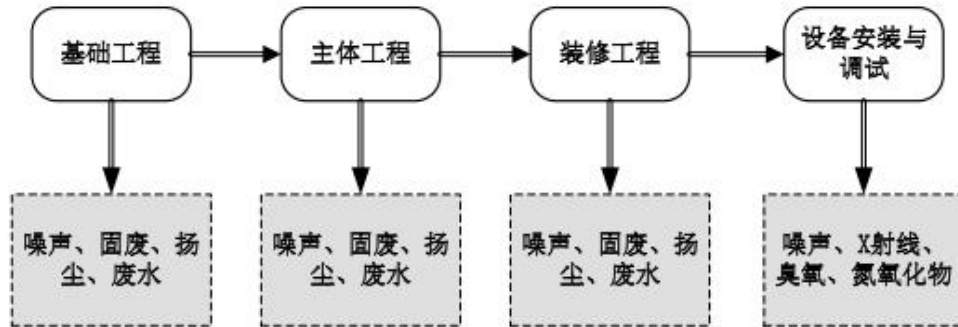 基础工程
主体工程
装修工程
设备安装与
调试
噪声、固废、扬
尘、废水
噪声、固废、扬
尘、废水
噪声、固废、扬
尘、废水
噪声、X射线、
臭氧、氮氧化物